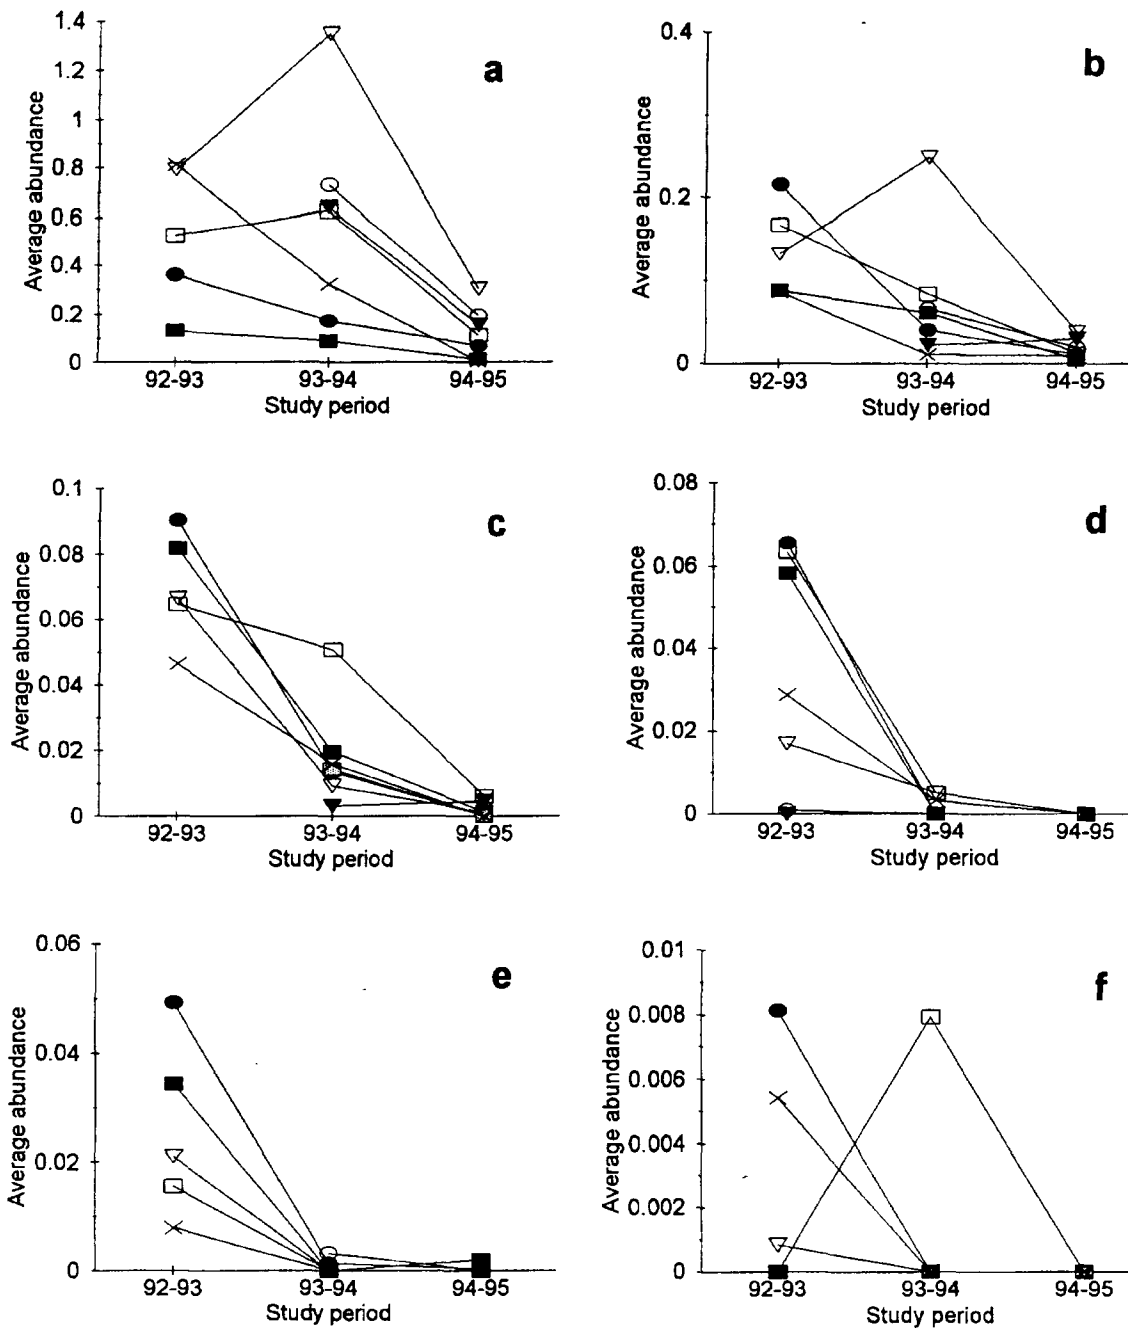 a
Average abundance
1.4
1.2
1
0.8
0.6
0.4
0.2
0
92-93 93-94 94-95
Study period
b
Average abundance
0.4
0.2
0
92-93 93-94 94-95
Study period
c
Average abundance
0.1
0.08
0.06
0.04
0.02
0
92-93 93-94 94-95
Study period
d
Average abundance
0.08
0.06
0.04
0.02
0
92-93 93-94 94-95
Study period
e
Average abundance
0.06
0.04
0.02
0
92-93 93-94 94-95
Study period
f
Average abundance
0.01
0.008
0.006
0.004
0.002
0
92-93 93-94 94-95
Study period